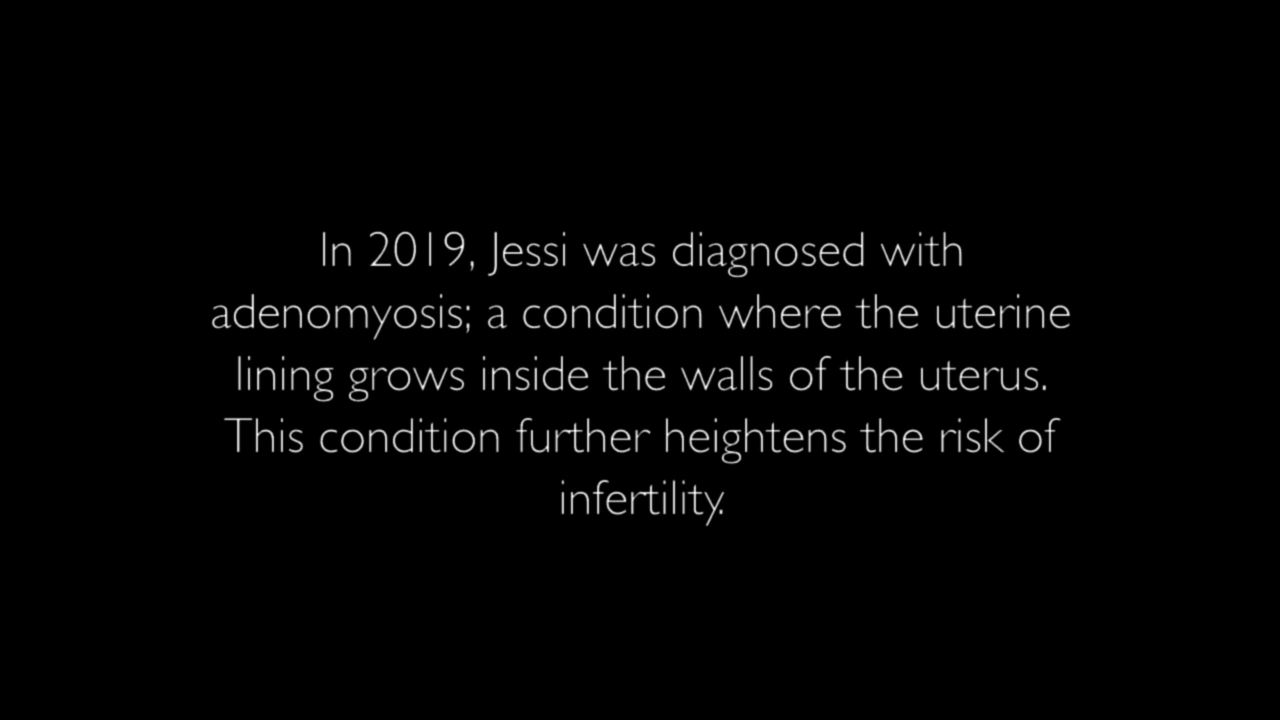 In 2019, Jessi was diagnosed with
adenomyosis; a condition where the uterine
lining grows inside the walls of the uterus.
This condition further heightens the risk of
infertility.